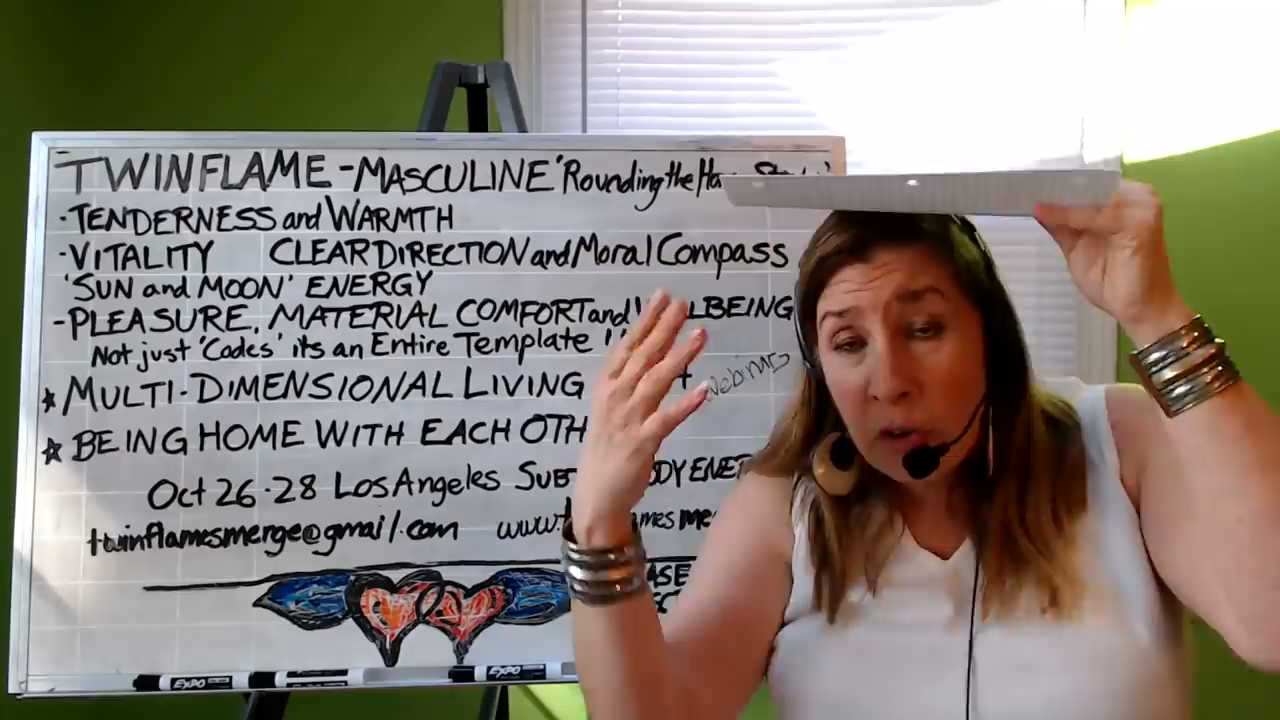 TWINFLAME - MASCULINE 'Rounding the
• TENDERNESS and WARMTH
• VITALITY CLEAR DIRECTION and Moral Compass
'SUN and MOON' ENERGY
- PLEASURE, MATERIAL COMFORT and LBEING
Not just 'Codes' its an Entire Template !!
* MULTI-DIMENSIONAL LIVING
* BEING HOME WITH EACH OTH
Oct 26-28 Los Angeles
twinflamesmerge@gmail.com www.t
EXPO
EXPO